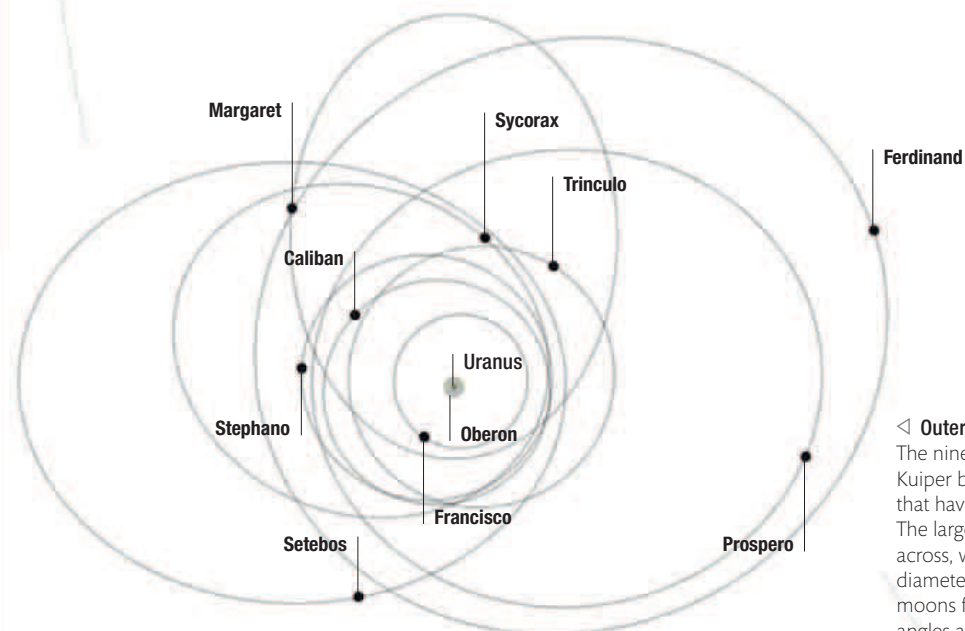 Margaret
Sycorax
Ferdinand
Trinculo
Caliban
Uranus
Stephano
Oberon
◁ Outer
The nine
Kuiper b
that hav
The larg
across, w
diamete
moons f
angles a
Francisco
Setebos
Prospero